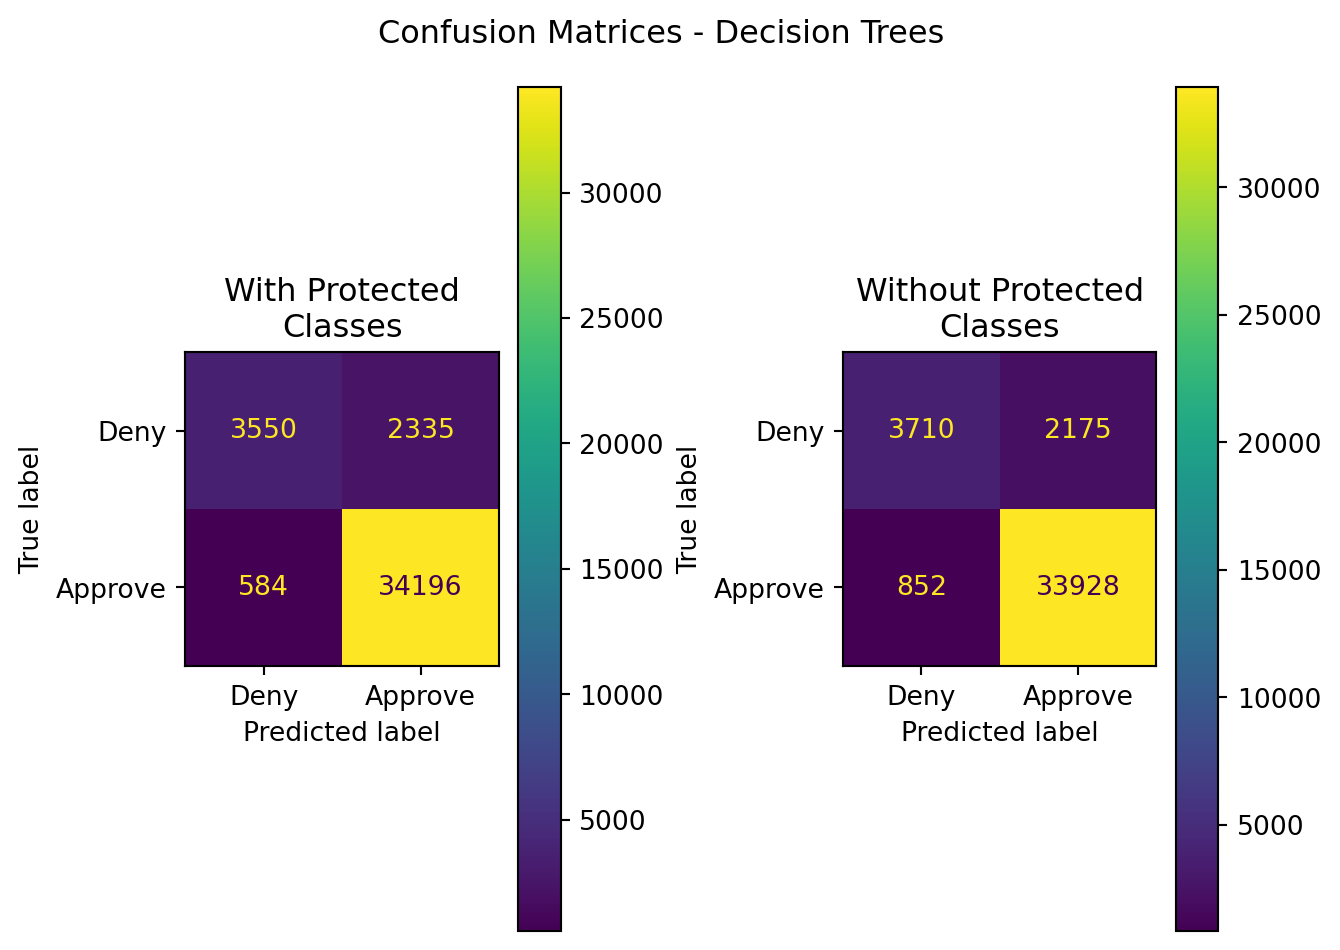 Confusion Matrices - Decision Trees
With Protected
Classes
True label
Deny
3550
2335
Approve
584
34196
Deny
Approve
Predicted label
30000
25000
20000
15000
10000
5000
Without Protected
Classes
True label
Deny
3710
2175
Approve
852
33928
Deny
Approve
Predicted label
30000
25000
20000
15000
10000
5000